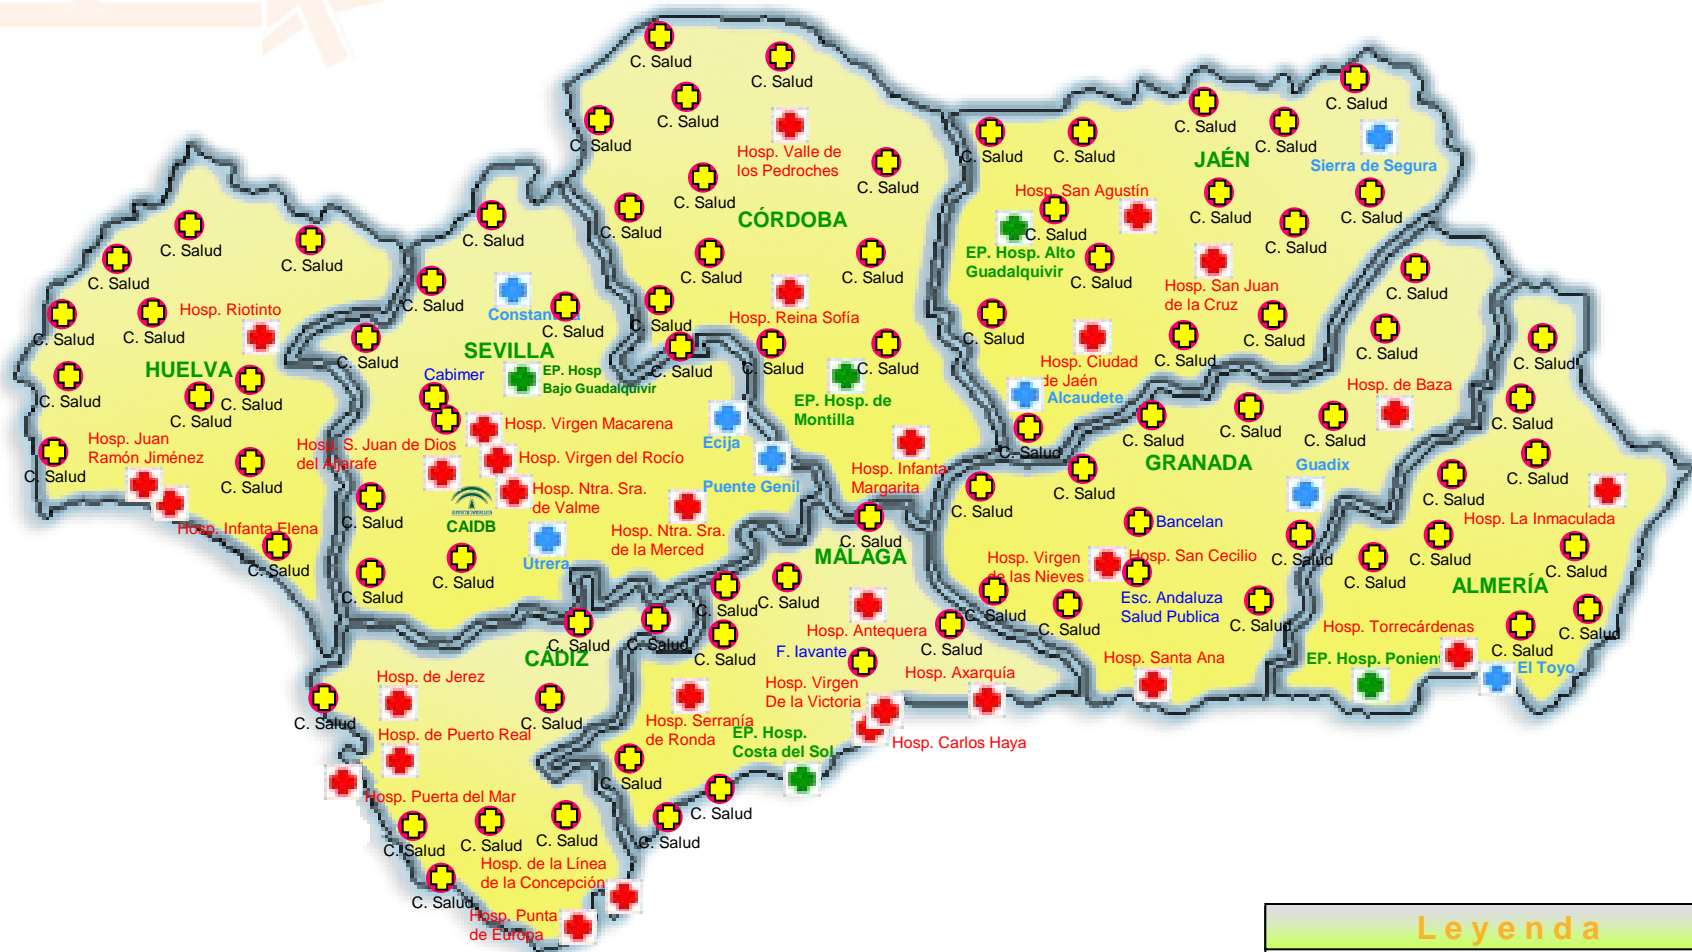 C. Salud
C. Salud
C. Salud
C. Salud
C. Salud
Hosp. Riotinto
C. Salud
HUELVA
C. Salud
C. Salud
C. Salud
Hosp. Juan
Ramón Jiménez
C. Salud
C. Salud
Hosp. Infanta Elena
C. Salud
C. Salud
C. Salud
Constantina
C. Salud
C. Salud
SEVILLA
Cabimer
EP. Hosp
Bajo Guadalquivir
Hosp. Virgen Macarena
Hosp. S. Juan de Dios
del Aljarafe
Hosp. Virgen del Rocío
Hosp. Ntra. Sra.
de Valme
CAIDB
C. Salud
Ecija
Puente Genil
Hosp. Ntra. Sra.
de la Merced
Utrera
C. Salud
C. Salud
C. Salud
C. Salud
C. Salud
C. Salud
Hosp. Valle de
los Pedroches
C. Salud
C. Salud
C. Salud
CÓRDOBA
C. Salud
C. Salud
C. Salud
Hosp. Reina Sofía
C. Salud
C. Salud
C. Salud
C. Salud
EP. Hosp. de
Montilla
Hosp. Infanta
Margarita
C. Salud
C. Salud
C. Salud
C. Salud
C. Salud
JAÉN
Sierra de Segura
Hosp. San Agustín
C. Salud
C. Salud
C. Salud
C. Salud
EP. Hosp. Alto
Guadalquivir
C. Salud
Hosp. San Juan
de la Cruz
C. Salud
C. Salud
C. Salud
Hosp. Ciudad
de Jaén
Alcaudete
C. Salud
C. Salud
C. Salud
Hosp. de Baza
C. Salud
C. Salud
C. Salud
GRANADA
Guadix
C. Salud
C. Salud
Bancelan
C. Salud
Hosp. Virgen
de las Nieves
Hosp. San Cecilio
Esc. Andaluza
Salud Publica
C. Salud
C. Salud
C. Salud
Hosp. Santa Ana
C. Salud
C. Salud
C. Salud
C. Salud
Hosp. La Inmaculada
C. Salud
C. Salud
C. Salud
ALMERÍA
C. Salud
C. Salud
Hosp. Torrecárdenas
EP. Hosp. Ponient
El Toyo
C. Salud
MÁLAGA
C. Salud
C. Salud
C. Salud
Hosp. Antequera
C. Salud
F. lavante
Hosp. Axarquía
Hosp. Virgen
De la Victoria
Hosp. Serranía
de Ronda
EP. Hosp.
Costa del Sol
Hosp. Carlos Haya
C. Salud
C. Salud
C. Salud
C. Salud
C. Salud
CÁDIZ
Hosp. de Jerez
C. Salud
C. Salud
Hosp. de Puerto Real
Hosp. Puerta del Mar
C. Salud
C. Salud
C. Salud
Hosp. de la Línea
de la Concepción
C. Salud
Hosp. Punta
de Europa
Leyenda